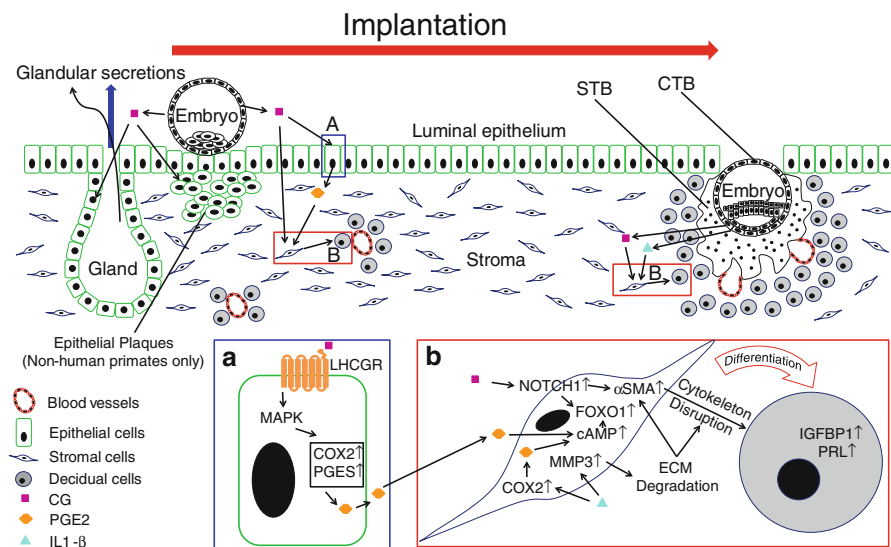 Implantation
Glandular secretions
Embryo
A
Luminal epithelium
STB
CTB
Embryo
Gland
B
Stroma
B
Epithelial Plaques
(Non-human primates only)
Blood vessels
Epithelial cells
Stromal cells
Decidual cells
CG
PGE2
IL1-β
a
LHCGR
MAPK
COX2↑
PGES↑
b
Differentiation
NOTCH1↑
αSMA↑
Cytokeleton
Disruption
FOXO1↑
cAMP↑
MMP3↑
ECM
Degradation
COX2↑
IGFBP1↑
PRL↑